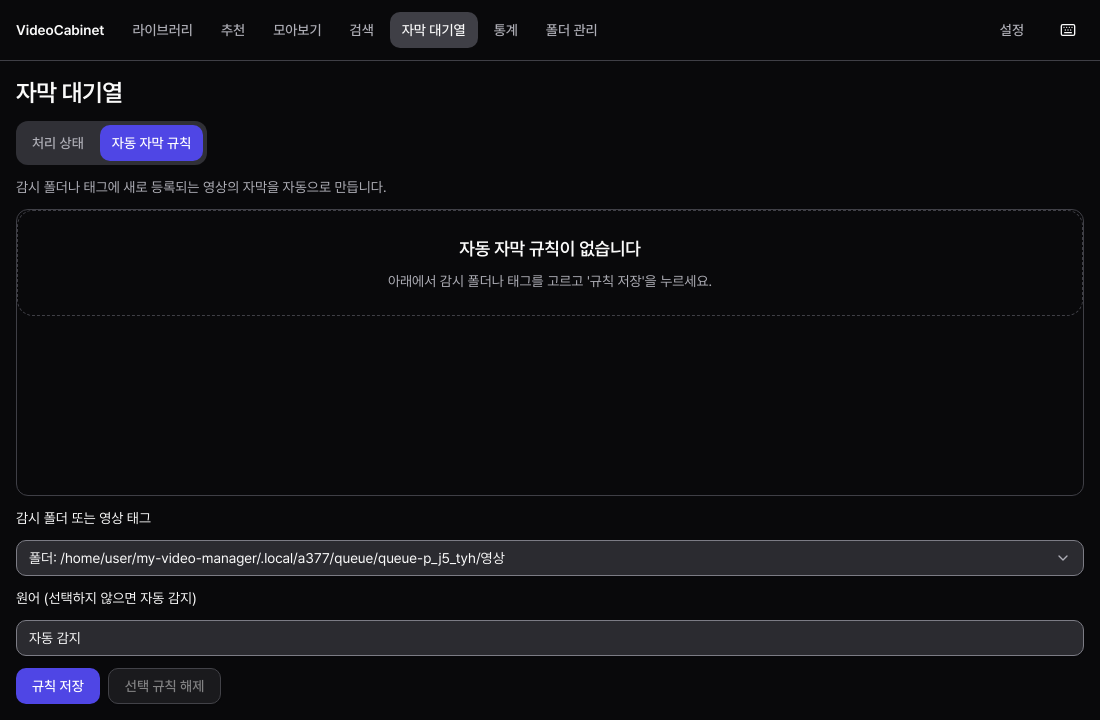 VideoCabinet 라이브러리 추천 모아보기 검색 자막 대기열 통계 폴더 관리 설정
자막 대기열
처리 상태 자동 자막 규칙
감시 폴더나 태그에 새로 등록되는 영상의 자막을 자동으로 만듭니다.
자동 자막 규칙이 없습니다
아래에서 감시 폴더나 태그를 고르고 '규칙 저장'을 누르세요.
감시 폴더 또는 영상 태그
폴더: /home/user/my-video-manager/.local/a377/queue/queue-p_j5_tyh/영상
원어 (선택하지 않으면 자동 감지)
자동 감지
규칙 저장 선택 규칙 해제